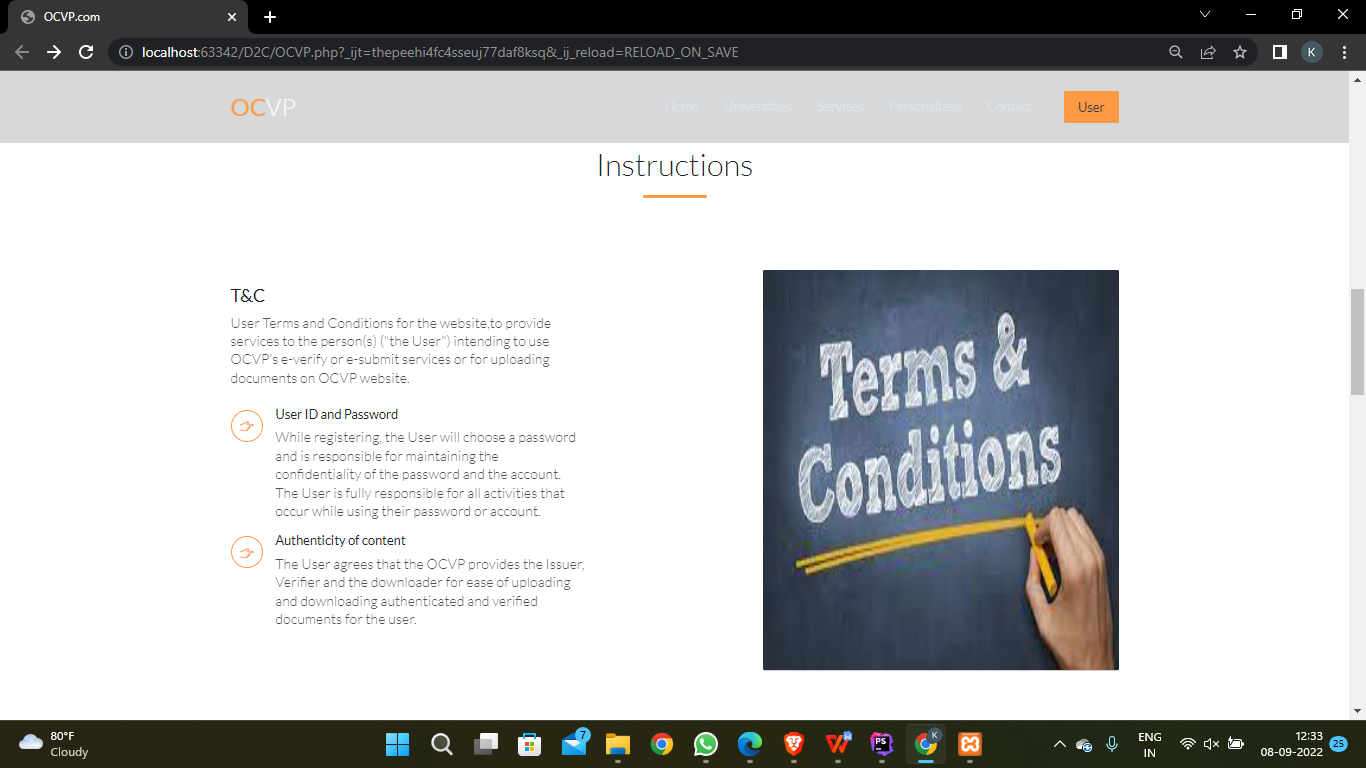 OCVP.com
localhost:63342/D2C/OCVP.php?_ijt=thepeehi4fc4sseuj77daf8ksq&_ij_reload=RELOAD_ON_SAVE
K
OCVP
Home Universities Services Personalized Contact User
Instructions
T&C
User Terms and Conditions for the website,to provide
services to the person(s) ("the User") intending to use
OCVP's e-verify or e-submit services or for uploading
documents on OCVP website.
User ID and Password
While registering, the User will choose a password
and is responsible for maintaining the
confidentiality of the password and the account.
The User is fully responsible for all activities that
occur while using their password or account.
Authenticity of content
The User agrees that the OCVP provides the Issuer,
Verifier and the downloader for ease of uploading
and downloading authenticated and verified
documents for the user.
Terms &
Conditions
80°F
Cloudy
7
W
PS
K
ENG
IN
12:33
08-09-2022
25